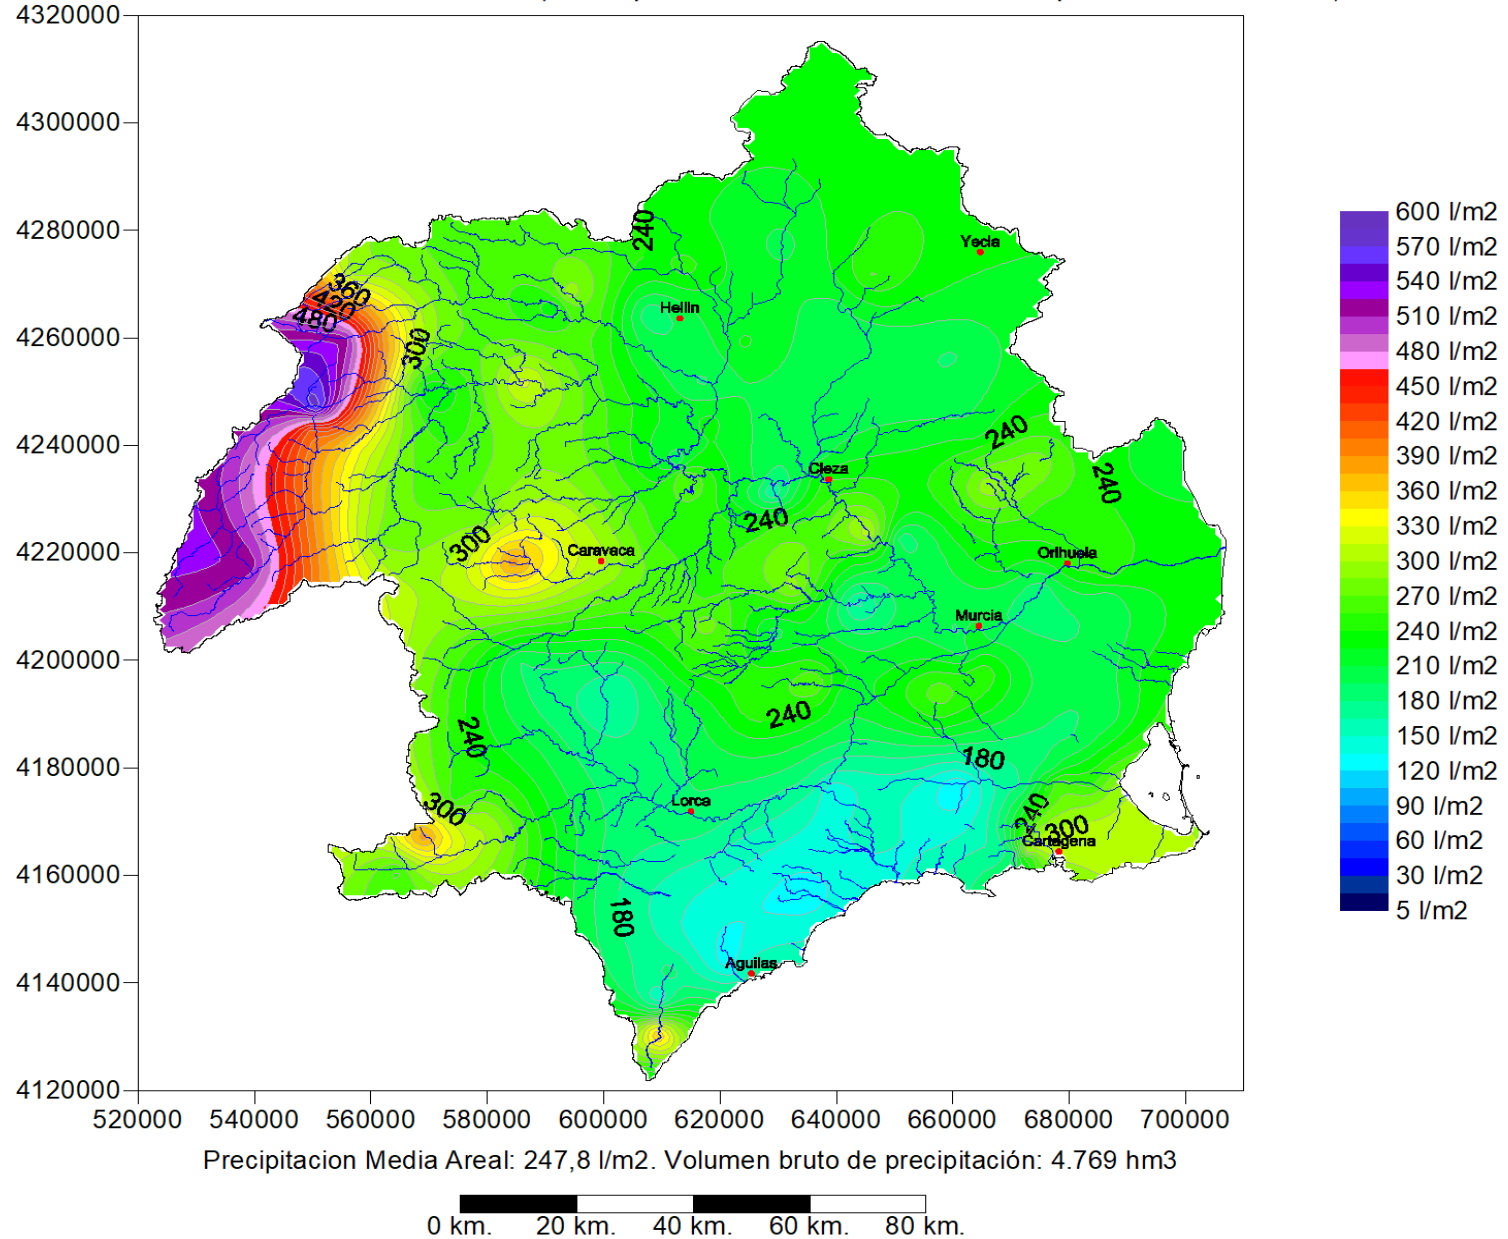 4320000
4300000
4280000
4260000
4240000
4220000
4200000
4180000
4160000
4140000
4120000
520000 540000 560000 580000 600000 620000 640000 660000 680000 700000
240
Yecla
360
420
480
Hellin
300
240
Cieza
240
240
300
Caravaca
Orihuela
Murcia
240
240
180
300
Lorca
240
300
Cartagena
180
Aguilas
600 l/m2
570 l/m2
540 l/m2
510 l/m2
480 l/m2
450 l/m2
420 l/m2
390 l/m2
360 l/m2
330 l/m2
300 l/m2
270 l/m2
240 l/m2
210 l/m2
180 l/m2
150 l/m2
120 l/m2
90 l/m2
60 l/m2
30 l/m2
5 l/m2
Precipitacion Media Areal: 247,8 l/m2. Volumen bruto de precipitación: 4.769 hm3
0 km. 20 km. 40 km. 60 km. 80 km.